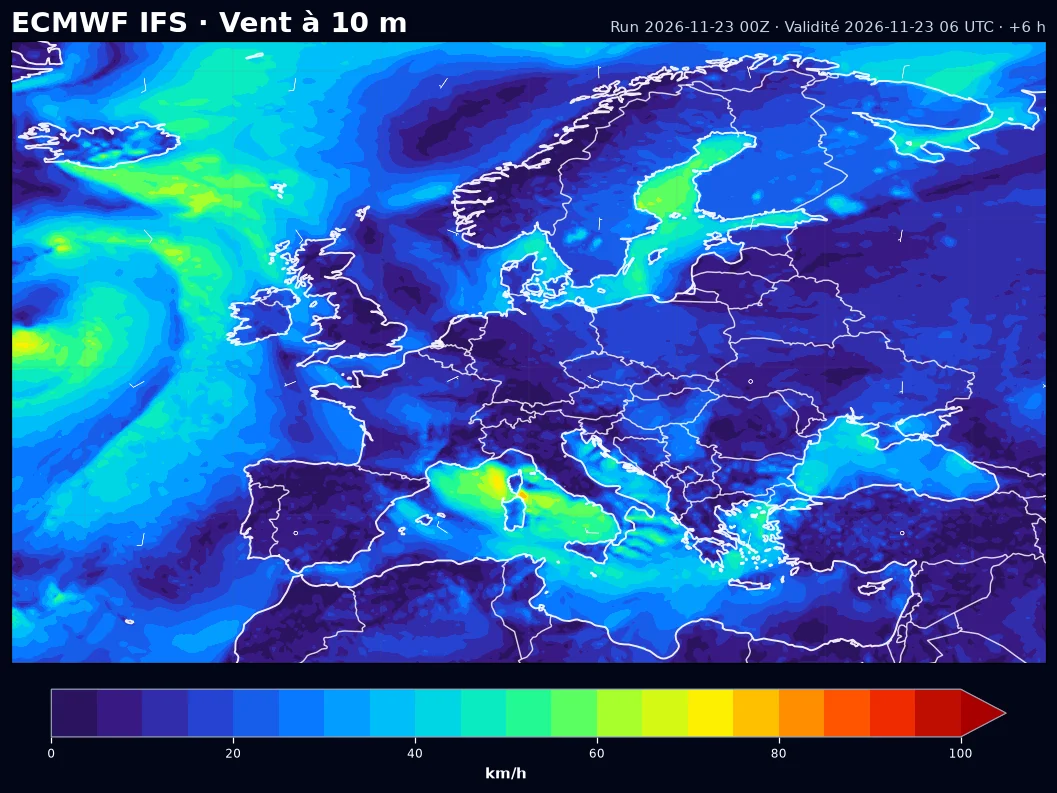 ECMWF IFS · Vent à 10 m
Run 2026-11-23 00Z · Validité 2026-11-23 06 UTC · +6 h
0 20 40 60 80 100
km/h